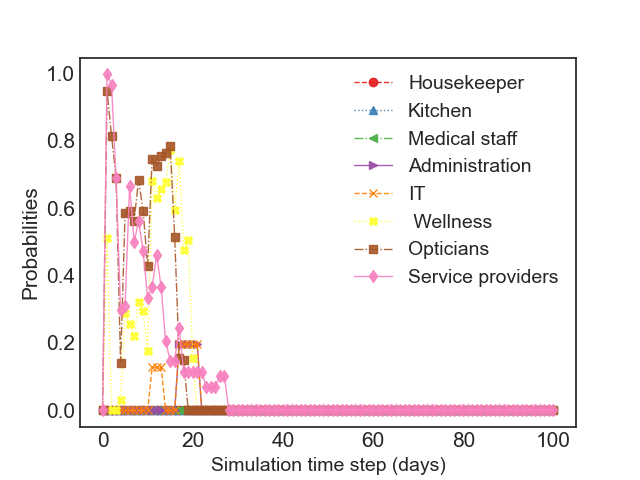 1.0
0.8
0.6
0.4
0.2
0.0
Probabilities
Housekeeper
Kitchen
Medical staff
Administration
IT
Wellness
Opticians
Service providers
0 20 40 60 80 100
Simulation time step (days)